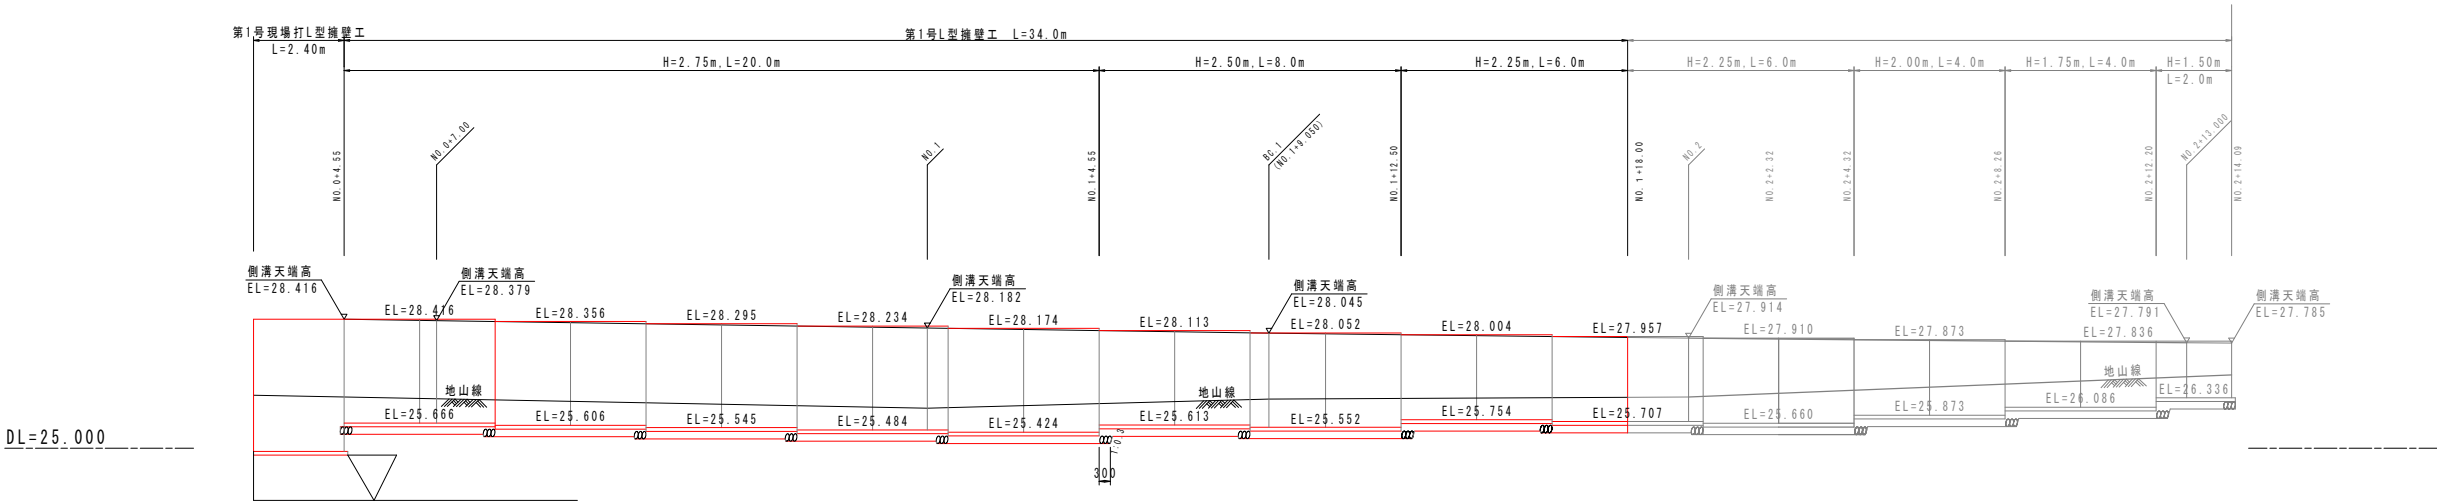 第1号現場打L型擁壁工
L=2.40m
第1号L型擁壁工 L=34.0m
H=2.75m,L=20.0m
H=2.50m,L=8.0m
H=2.25m,L=6.0m
H=2.25m,L=6.0m
H=2.00m,L=4.0m
H=1.75m,L=4.0m
H=1.50m
L=2.0m
NO.0+4.55
NO.0+7.00
NO.1
NO.1+4.55
BC.1
(NO.1+9.050)
NO.1+12.50
NO.1+18.00
NO.2
NO.2+2.32
NO.2+4.32
NO.2+8.26
NO.2+12.20
NO.2+13.000
NO.2+14.09
側溝天端高
EL=28.416
側溝天端高
EL=28.379
側溝天端高
EL=28.182
側溝天端高
EL=28.045
側溝天端高
EL=27.914
側溝天端高
EL=27.791
側溝天端高
EL=27.785
EL=28.416
EL=28.356
EL=28.295
EL=28.234
EL=28.174
EL=28.113
EL=28.052
EL=28.004
EL=27.957
EL=27.910
EL=27.873
EL=27.836
地山線
地山線
地山線
EL=25.666
EL=25.606
EL=25.545
EL=25.484
EL=25.424
EL=25.613
EL=25.552
EL=25.754
EL=25.707
EL=25.660
EL=25.873
EL=26.086
EL=26.336
DL=25.000
1:0.3
300